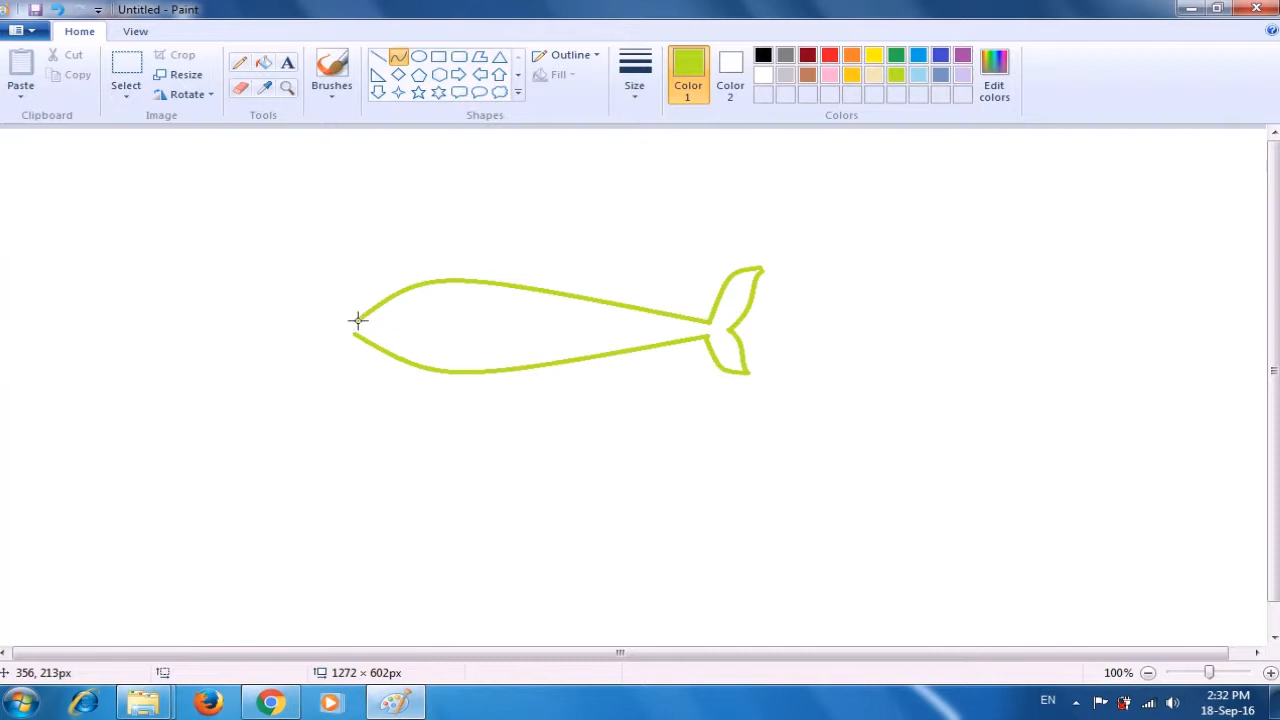 Untitled - Paint
Home View
Cut
Copy
Paste
Clipboard
Select
Crop
Resize
Rotate
Image
Tools
Brushes
Shapes
Outline
Fill
Size
Color 1
Color 2
Edit colors
Colors
356, 213px
1272 × 602px
100%
EN
2:32 PM
18-Sep-16